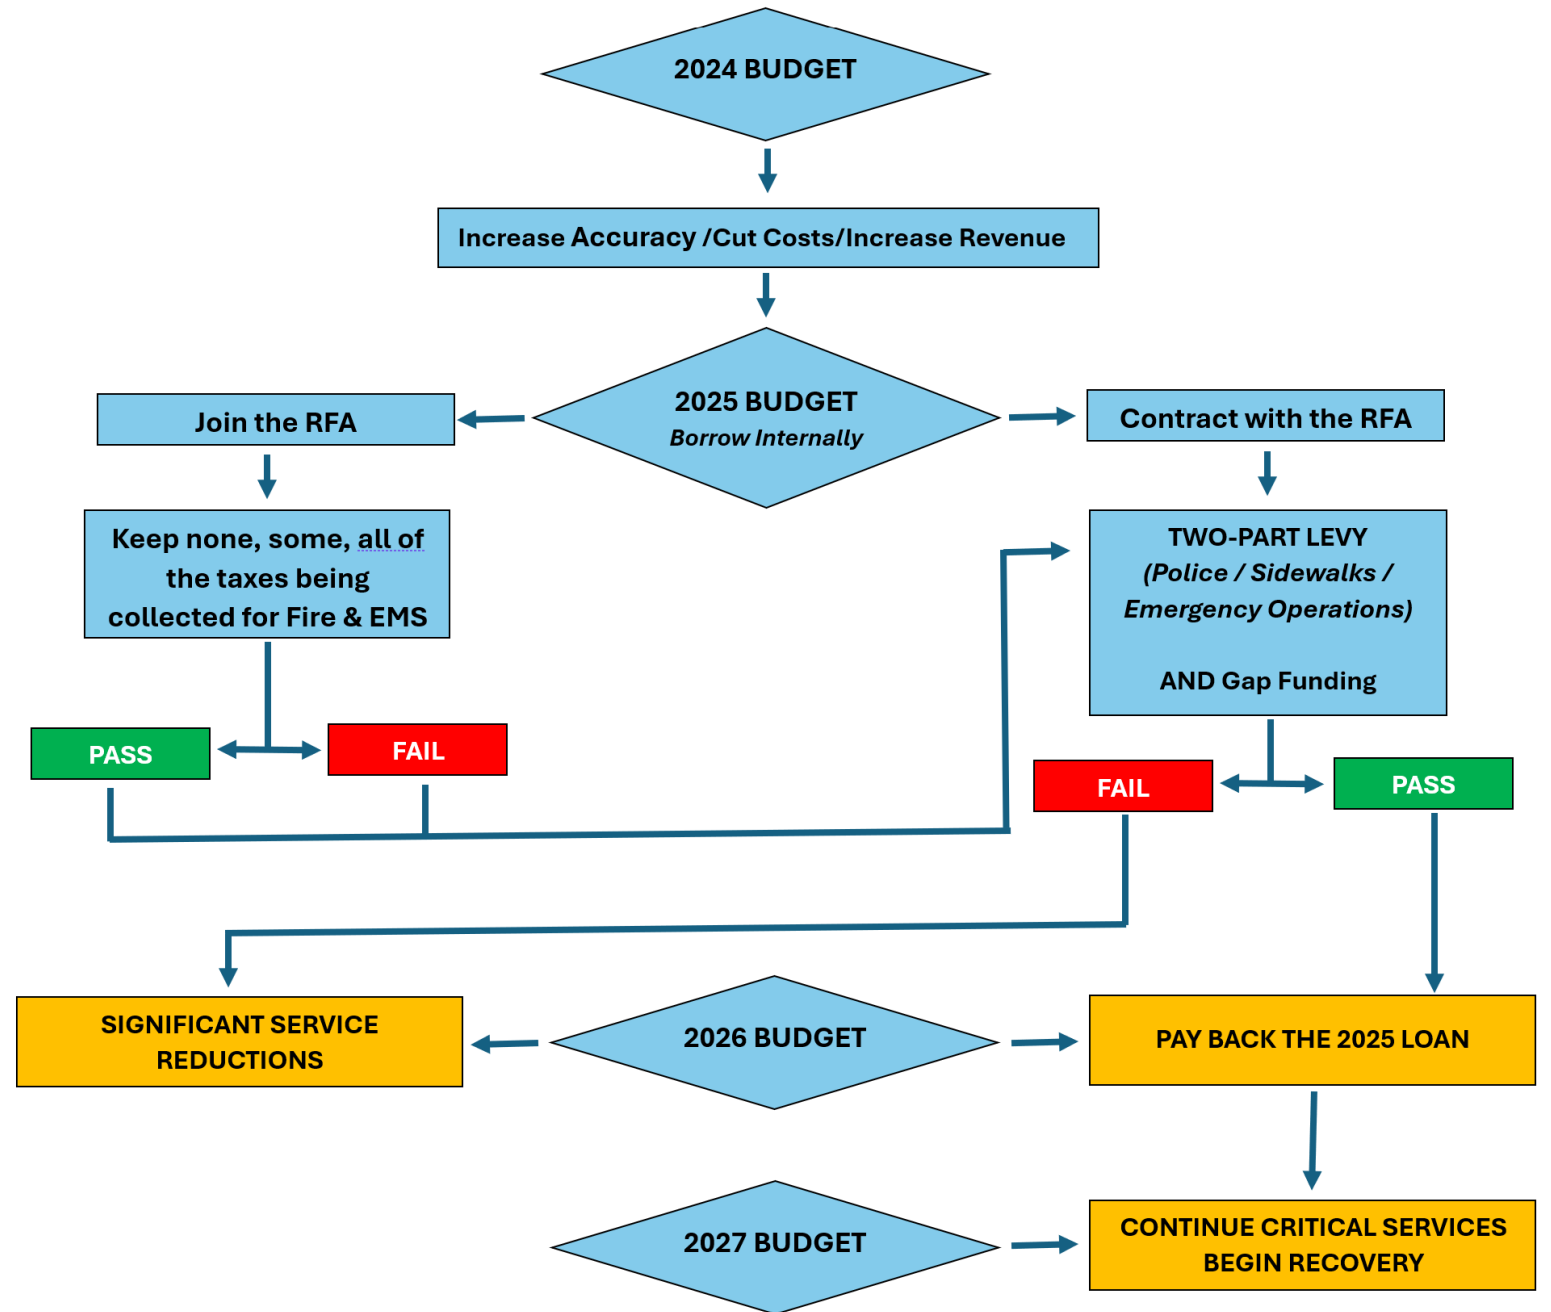 2024 BUDGET
Increase Accuracy /Cut Costs/Increase Revenue
2025 BUDGET
Borrow Internally
Join the RFA
Contract with the RFA
Keep none, some, all of
the taxes being
collected for Fire & EMS
TWO-PART LEVY
(Police / Sidewalks /
Emergency Operations)
AND Gap Funding
PASS
FAIL
FAIL
PASS
SIGNIFICANT SERVICE
REDUCTIONS
2026 BUDGET
PAY BACK THE 2025 LOAN
2027 BUDGET
CONTINUE CRITICAL SERVICES
BEGIN RECOVERY